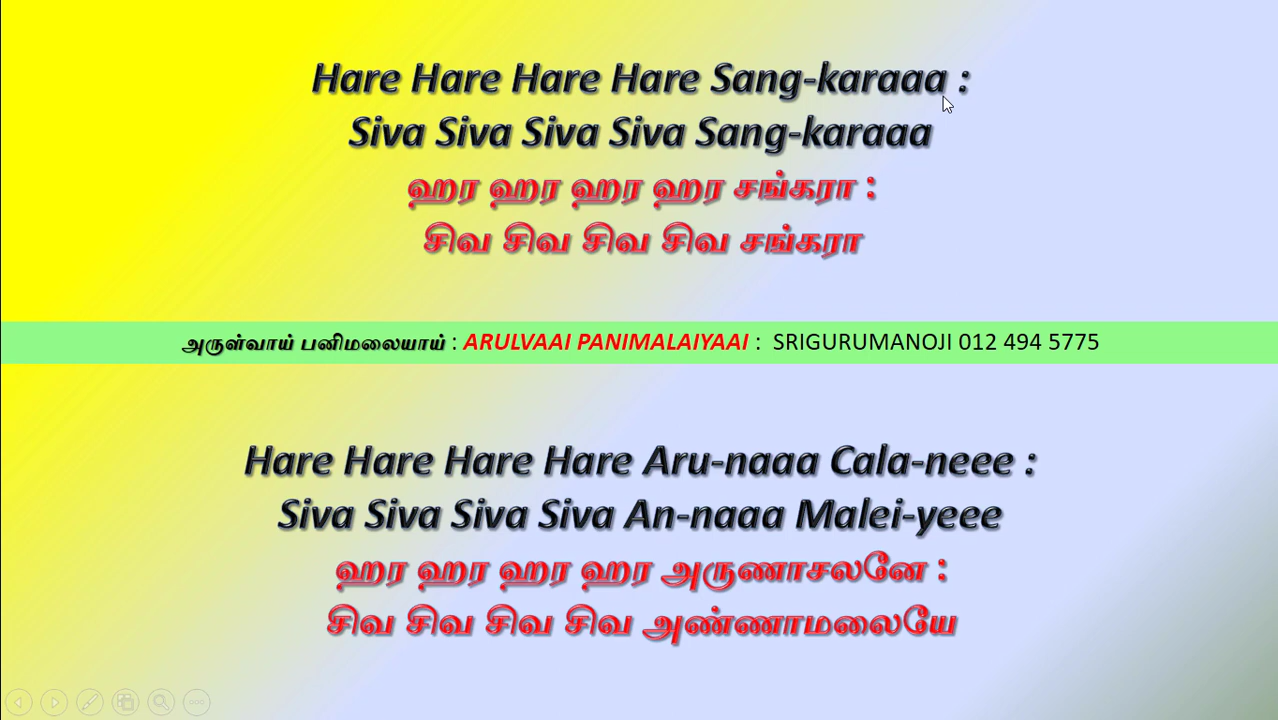 Hare Hare Hare Hare Sang-karaaa :
Siva Siva Siva Siva Sang-karaaa
ஹர ஹர ஹர ஹர சங்கரா :
சிவ சிவ சிவ சிவ சங்கரா
அருள்வாய் பனிமலையாய் : ARULVAAI PANIMALAIYAAI : SRIGURUMANOJI 012 494 5775
Hare Hare Hare Hare Aru-naaa Cala-neee :
Siva Siva Siva Siva An-naaa Malei-yeee
ஹர ஹர ஹர ஹர அருணாசலனே :
சிவ சிவ சிவ சிவ அண்ணாமலையே